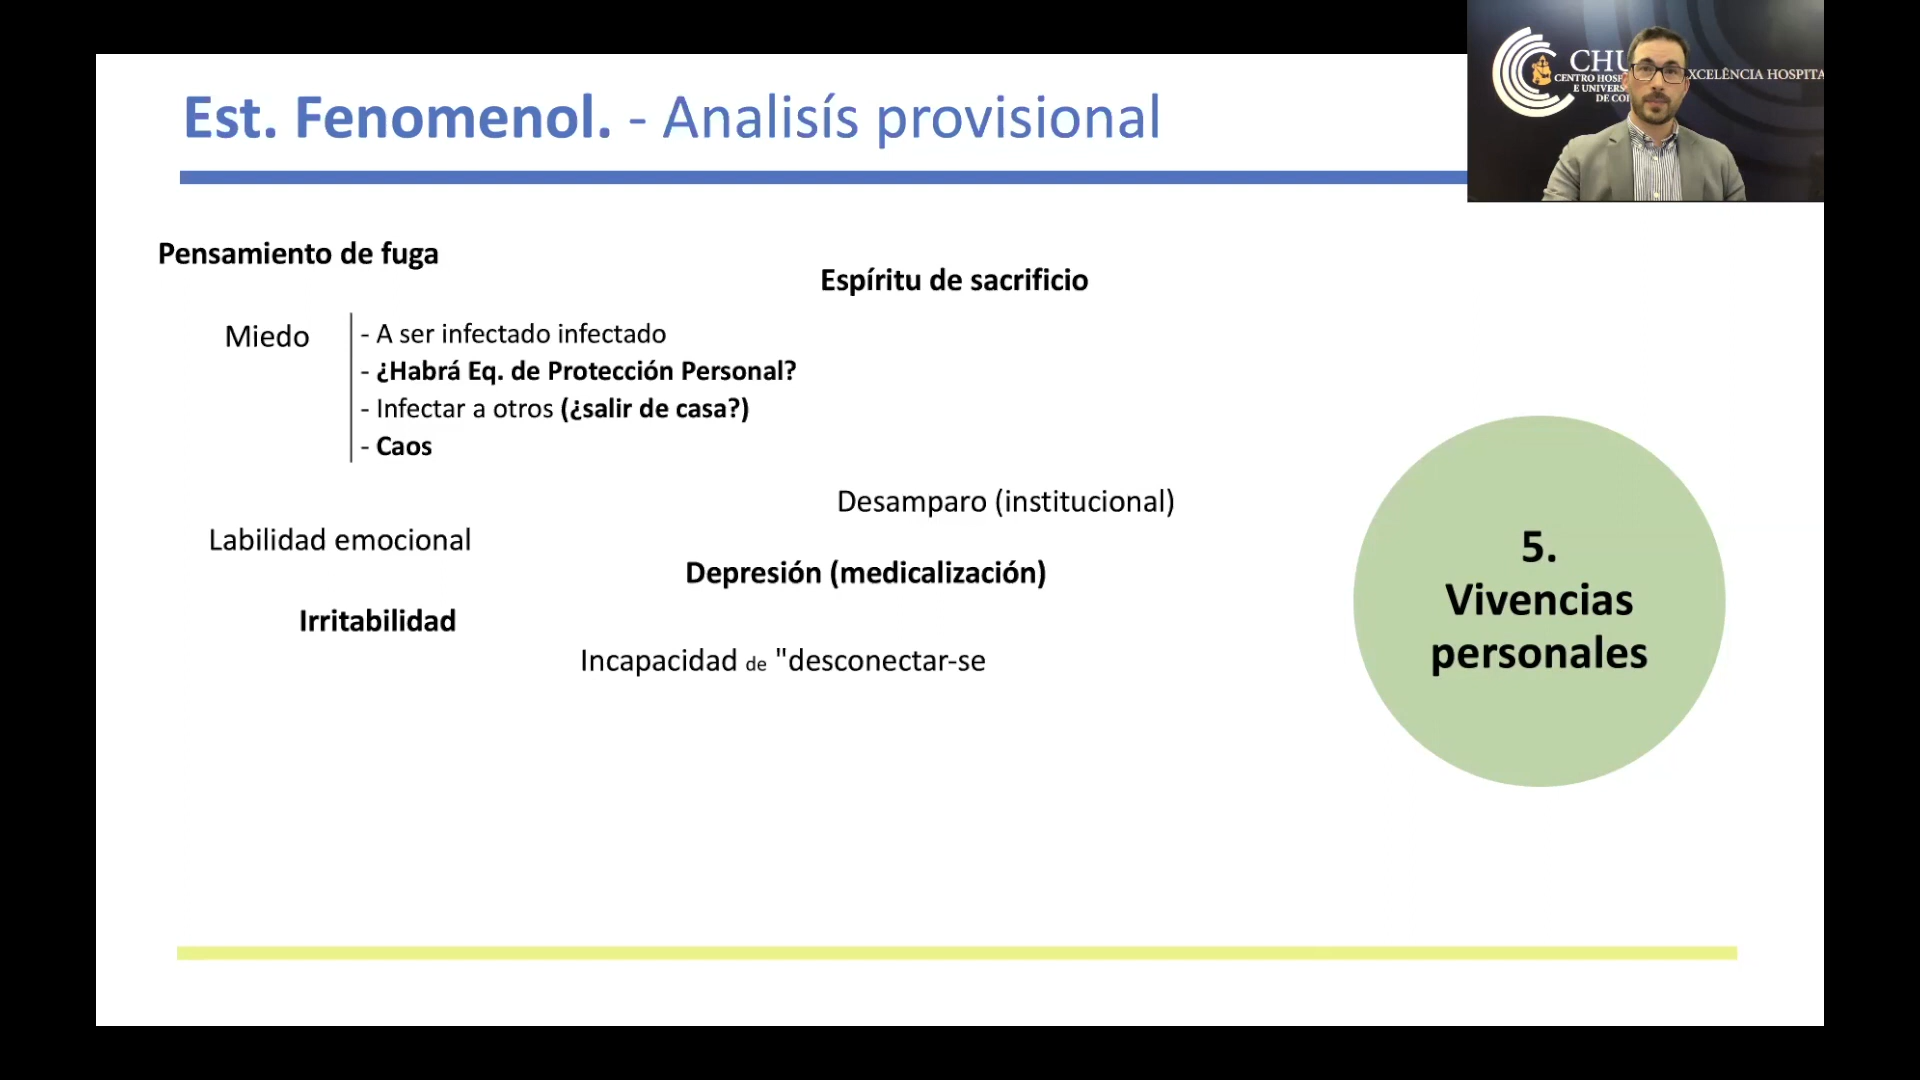 Est. Fenomenol. - Analisís provisional
CHU
CENTRO HOSP
E UNIVERS
DE CO
XCELÊNCIA HOSPITA
Pensamiento de fuga
Espíritu de sacrificio
Miedo
- A ser infectado infectado
- ¿Habrá Eq. de Protección Personal?
- Infectar a otros (¿salir de casa?)
- Caos
Desamparo (institucional)
Labilidad emocional
Depresión (medicalización)
Irritabilidad
Incapacidad de "desconectar-se
5.
Vivencias
personales